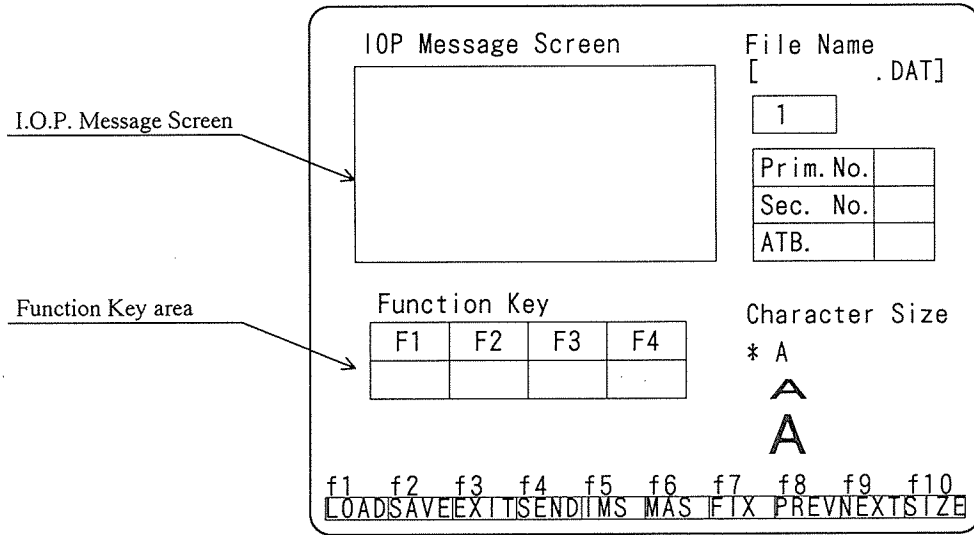 IOP Message Screen
File Name
[ .DAT]
1
I.O.P. Message Screen
Prim. No.
Sec. No.
ATB.
Function Key area
Function Key
F1 F2 F3 F4
Character Size
* A
A
A
f1 f2 f3 f4 f5 f6 f7 f8 f9 f10
LOAD SAVE EXIT SEND IMS MAS FIX PREV NEXT SIZE